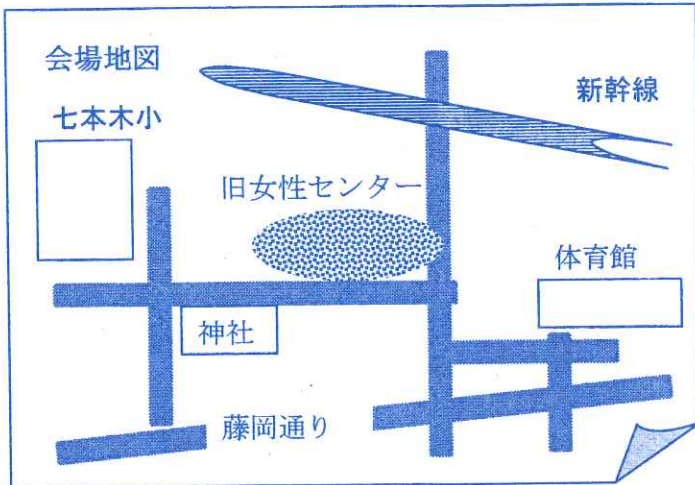 会場地図
新幹線
七本木小
旧女性センター
体育館
神社
藤岡通り